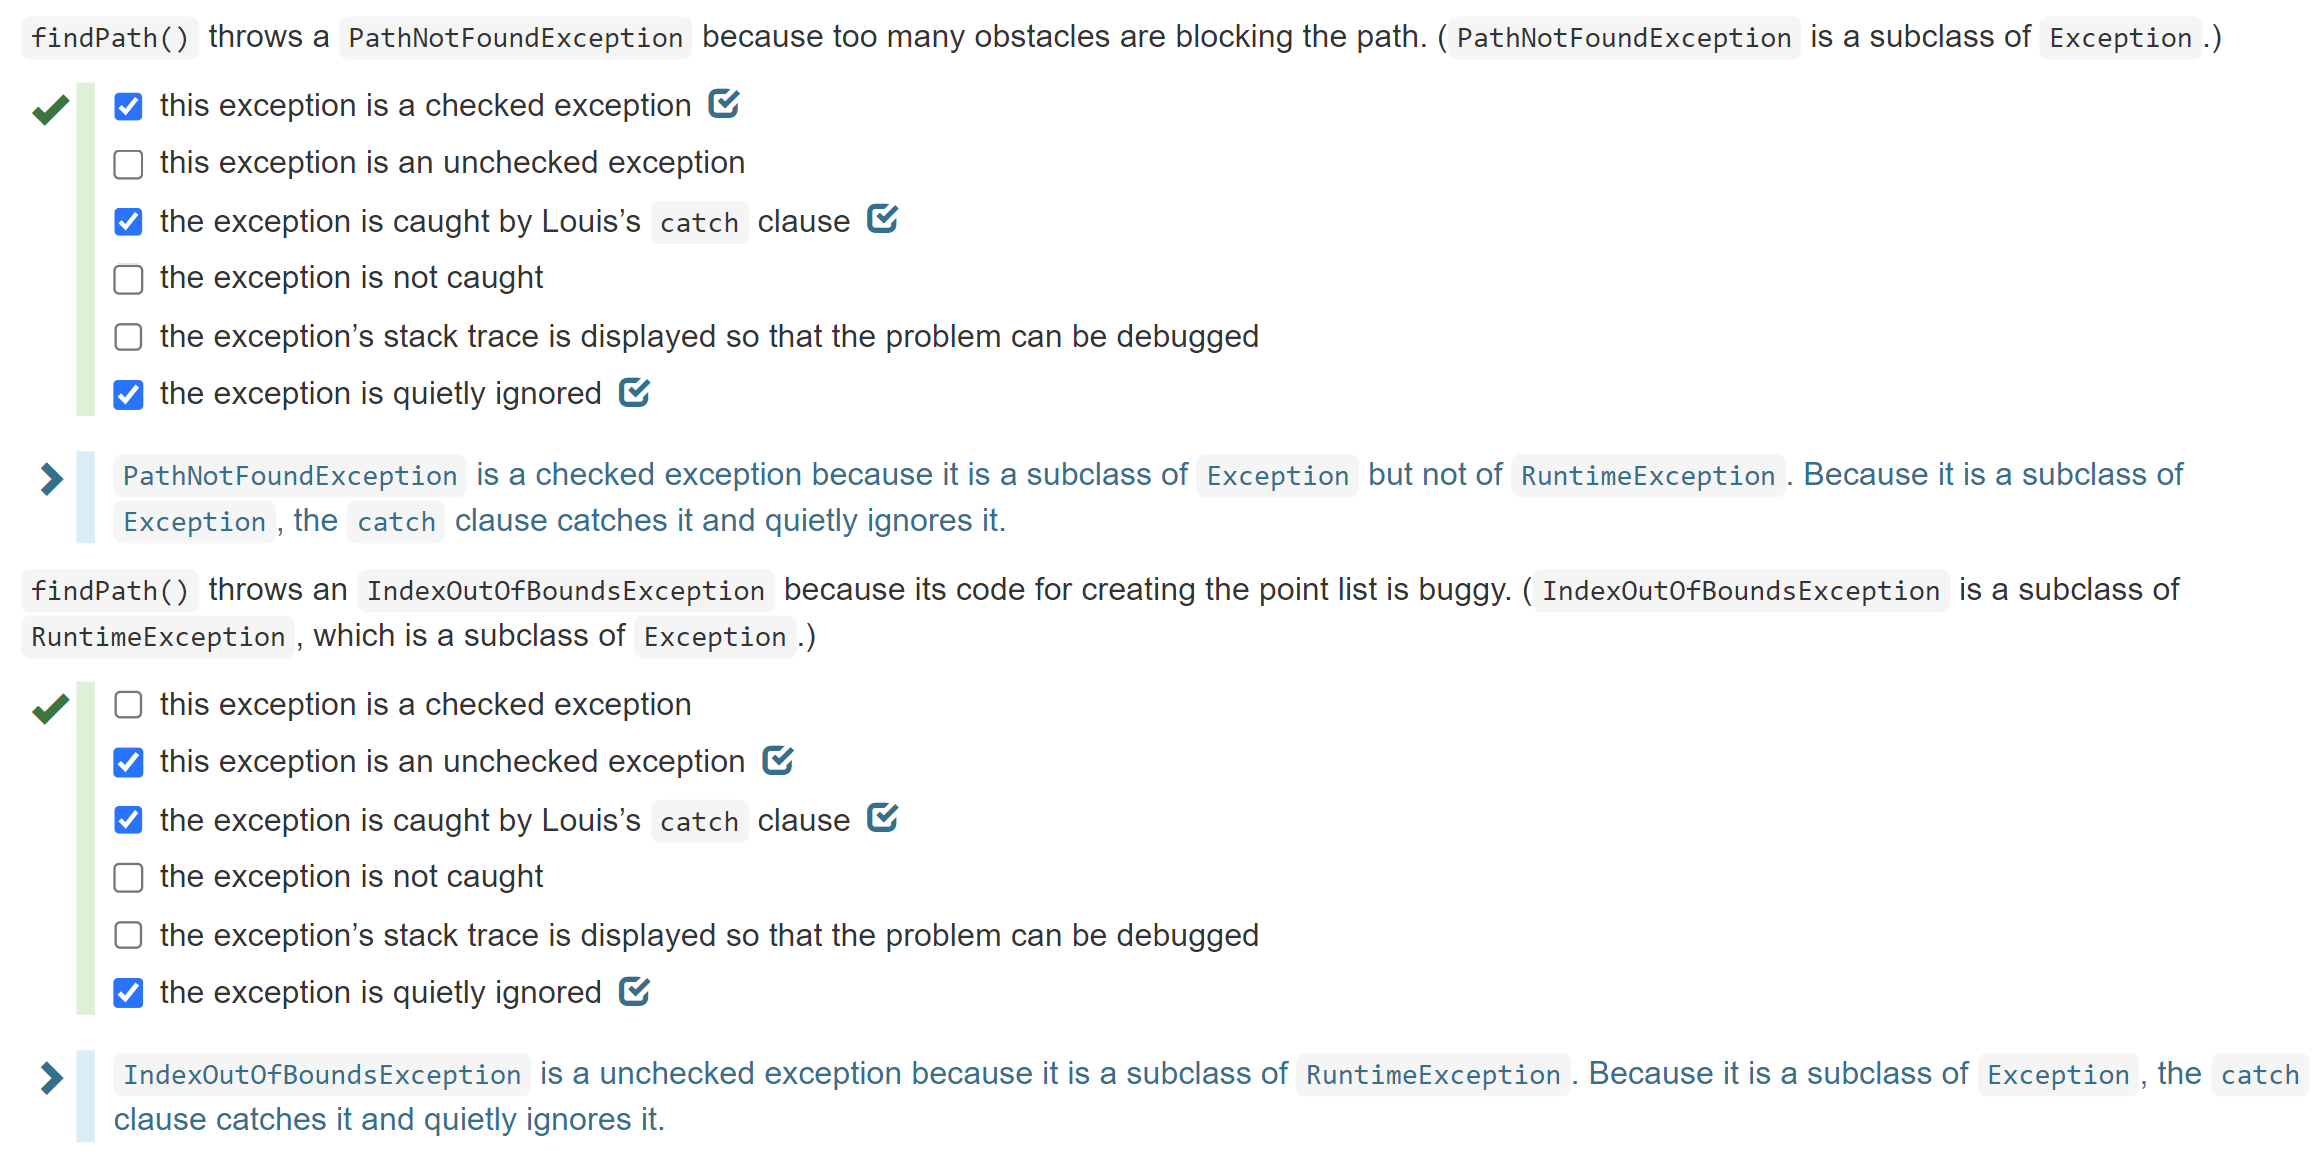 findPath() throws a PathNotFoundException because too many obstacles are blocking the path. (PathNotFoundException is a subclass of Exception.)
this exception is a checked exception
this exception is an unchecked exception
the exception is caught by Louis’s catch clause
the exception is not caught
the exception’s stack trace is displayed so that the problem can be debugged
the exception is quietly ignored
PathNotFoundException is a checked exception because it is a subclass of Exception but not of RuntimeException. Because it is a subclass of
Exception, the catch clause catches it and quietly ignores it.
findPath() throws an IndexOutOfBoundsException because its code for creating the point list is buggy. (IndexOutOfBoundsException is a subclass of
RuntimeException, which is a subclass of Exception.)
this exception is a checked exception
this exception is an unchecked exception
the exception is caught by Louis’s catch clause
the exception is not caught
the exception’s stack trace is displayed so that the problem can be debugged
the exception is quietly ignored
IndexOutOfBoundsException is a unchecked exception because it is a subclass of RuntimeException. Because it is a subclass of Exception, the catch
clause catches it and quietly ignores it.